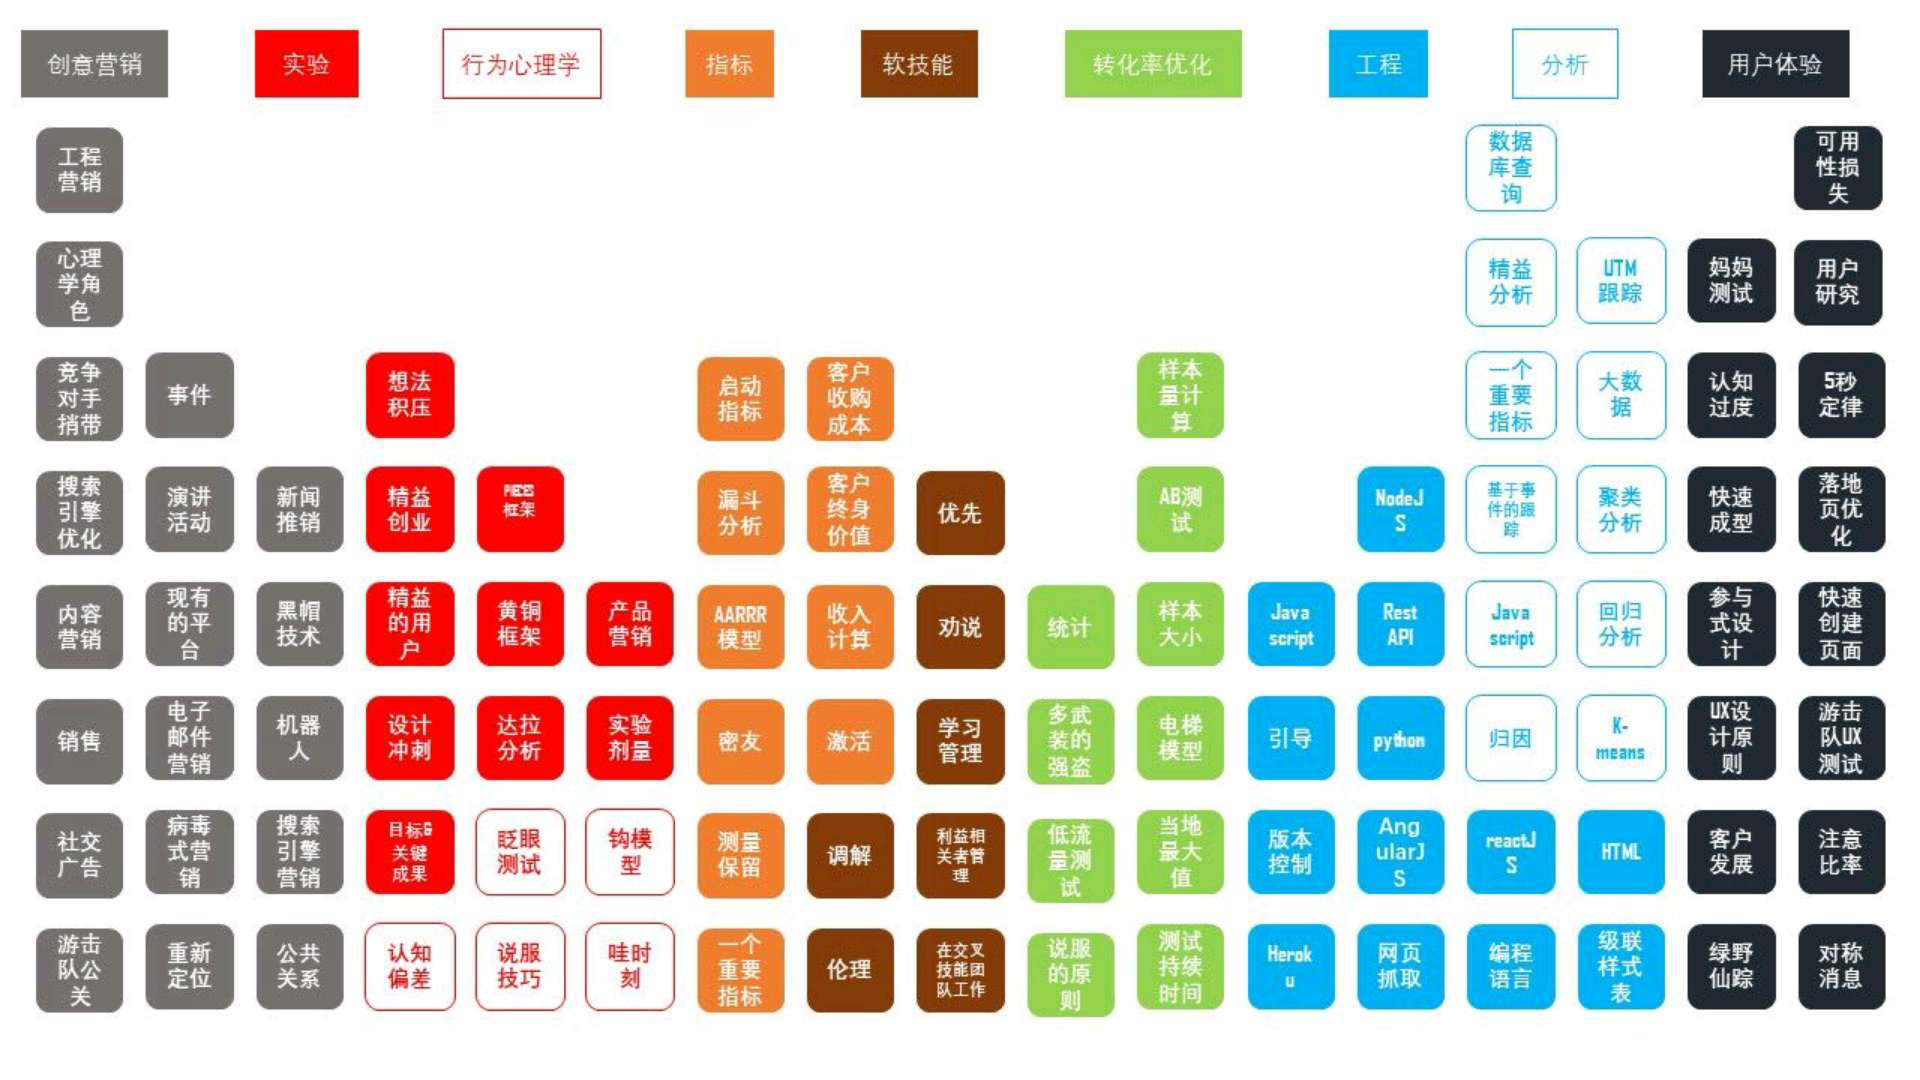 创意营销
实验
行为心理学
指标
软技能
转化率优化
工程
分析
用户体验
工程
营销
数据
库查
询
可用
性损
失
心理
学角
色
精益
分析
UTM
跟踪
妈妈
测试
用户
研究
竞争
对手
捎带
事件
想法
积压
启动
指标
客户
收购
成本
样本
量计
算
一个
重要
指标
大数
据
认知
过度
5秒
定律
搜索
引擎
优化
演讲
活动
新闻
推销
精益
创业
框架
漏斗
分析
客户
终身
价值
优先
AB测
试
NodeJ
S
基于事
件的跟
踪
聚类
分析
快速
成型
落地
页优
化
内容
营销
现有
的平
台
黑帽
技术
精益
的用
户
黄铜
框架
产品
营销
AARRR
模型
收入
计算
劝说
统计
样本
大小
Java
script
Rest
API
Java
script
回归
分析
参与
式设
计
快速
创建
页面
销售
电子
邮件
营销
机器
人
设计
冲刺
达拉
分析
实验
剂量
密友
激活
学习
管理
多武
装的
强盗
电梯
模型
引导
python
归因
K-
means
UX设
计原
则
游击
队UX
测试
社交
广告
病毒
式营
销
搜索
引擎
营销
目标&
关键
成果
眨眼
测试
钩模
型
测量
保留
调解
利益相
关者管
理
低流
量测
试
当地
最大
值
版本
控制
Ang
ularJ
S
reactJ
S
HTML
客户
发展
注意
比率
游击
队公
关
重新
定位
公共
关系
认知
偏差
说服
技巧
哇时
刻
一个
重要
指标
伦理
在交叉
技能团
队工作
说服
的原
则
测试
持续
时间
Herok
u
网页
抓取
编程
语言
级联
样式
表
绿野
仙踪
对称
消息